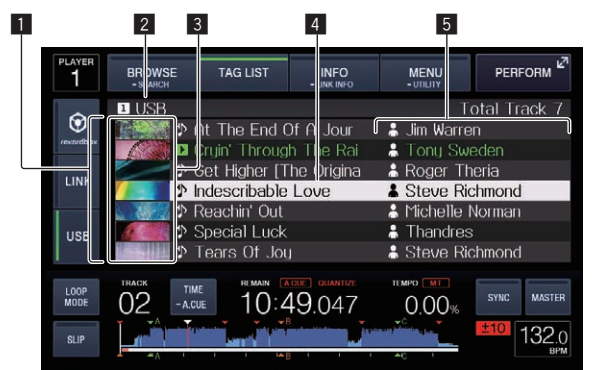 1 2 3 4 5
PLAYER
1
BROWSE
- SEARCH
TAG LIST
INFO
- LINK INFO
MENU
- UTILITY
PERFORM
1 USB
Total Track 7
rekordbox
LINK
USB
At The End Of A Jour Jim Warren
Cryin' Through The Rai Tony Sweden
Get Higher [The Origina Roger Theria
Indescribable Love Steve Richmond
Reachin' Out Michelle Norman
Special Luck Thandres
Tears Of Joy Steve Richmond
LOOP
MODE
TRACK
02
TIME
- A.CUE
REMAIN A CUE QUANTIZE
10:49.047
TEMPO MT
0.00%
SYNC
MASTER
SLIP
A B C
A B C
±10
132.0
BPM